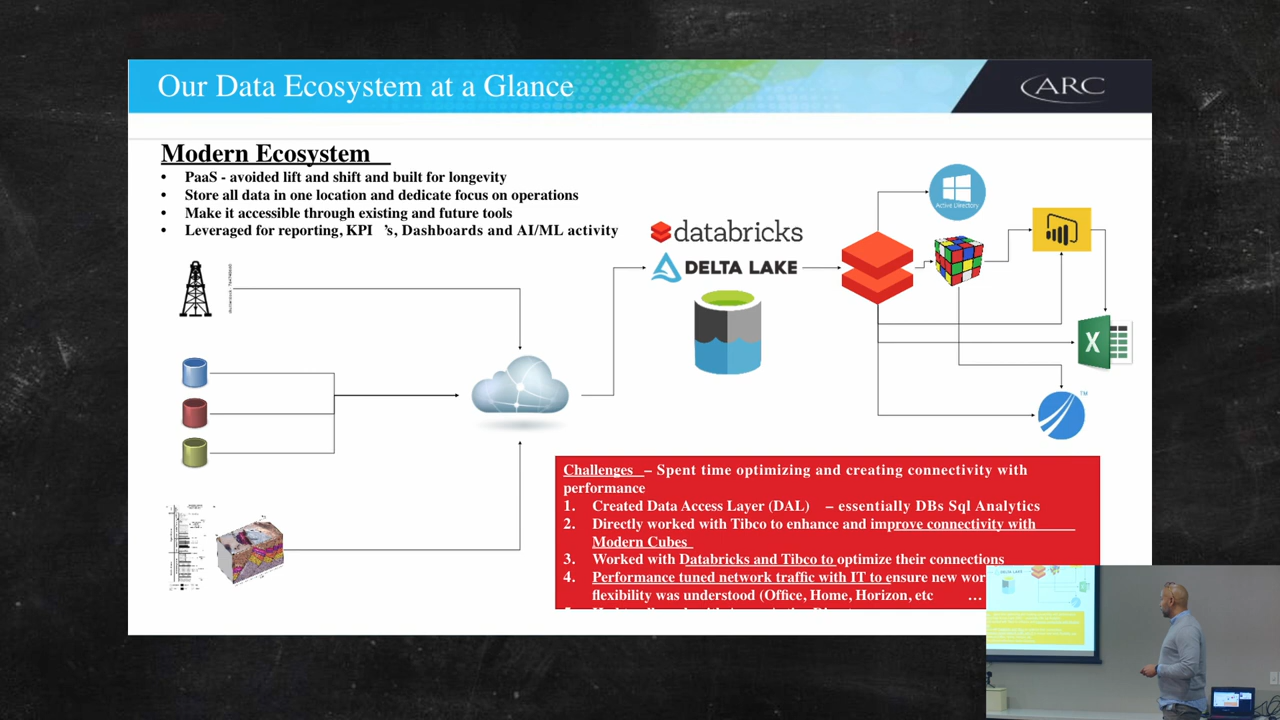 Our Data Ecosystem at a Glance
ARC
Modern Ecosystem
• PaaS - avoided lift and shift and built for longevity
• Store all data in one location and dedicate focus on operations
• Make it accessible through existing and future tools
• Leveraged for reporting, KPI 's, Dashboards and AI/ML activity
databricks
DELTA LAKE
Active Directory
X
TM
Challenges – Spent time optimizing and creating connectivity with
performance
1. Created Data Access Layer (DAL) – essentially DBs Sql Analytics
2. Directly worked with Tibco to enhance and improve connectivity with
Modern Cubes
3. Worked with Databricks and Tibco to optimize their connections
4. Performance tuned network traffic with IT to ensure new
flexibility was understood (Office, Home, Horizon, etc ...
DELTA LAKE